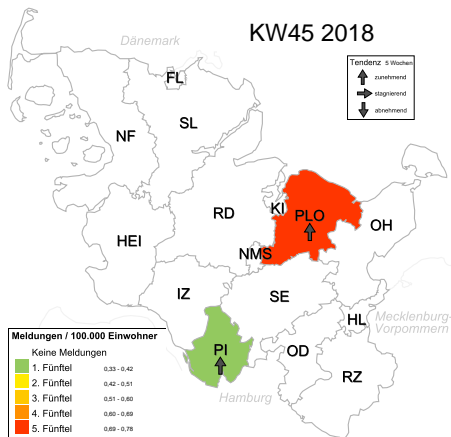 KW45 2018
Dänemark
Tendenz 5 Wochen
zunehmend
stagnierend
abnehmend
FL
NF
SL
HEI
RD
KI
PLO
OH
NMS
IZ
SE
HL
Mecklenburg-
Vorpommern
PI
OD
RZ
Hamburg
Meldungen / 100.000 Einwohner
Keine Meldungen
1. Fünftel 0,33 - 0,42
2. Fünftel 0,42 - 0,51
3. Fünftel 0,51 - 0,60
4. Fünftel 0,60 - 0,69
5. Fünftel 0,69 - 0,78